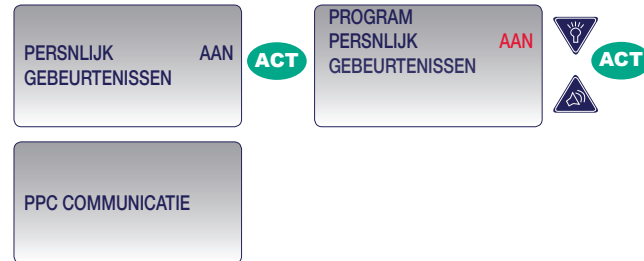 PERSNLIJK AAN
GEBEURTENISSEN
ACT
PROGRAM
PERSNLIJK AAN
GEBEURTENISSEN
ACT
PPC COMMUNICATIE